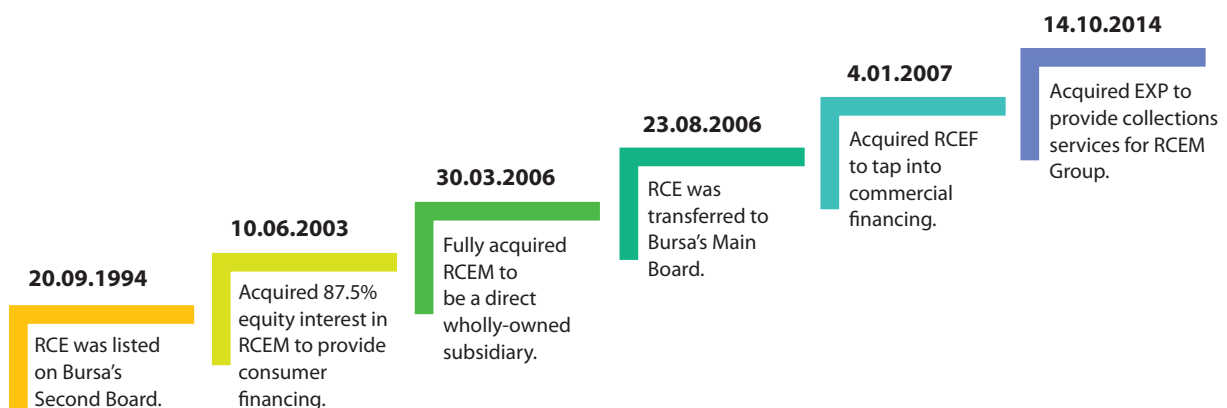 20.09.1994
RCE was listed
on Bursa's
Second Board.
10.06.2003
Acquired 87.5%
equity interest in
RCEM to provide
consumer
financing.
30.03.2006
Fully acquired
RCEM to
be a direct
wholly-owned
subsidiary.
23.08.2006
RCE was
transferred to
Bursa's Main
Board.
4.01.2007
Acquired RCEF
to tap into
commercial
financing.
14.10.2014
Acquired EXP to
provide collections
services for RCEM
Group.